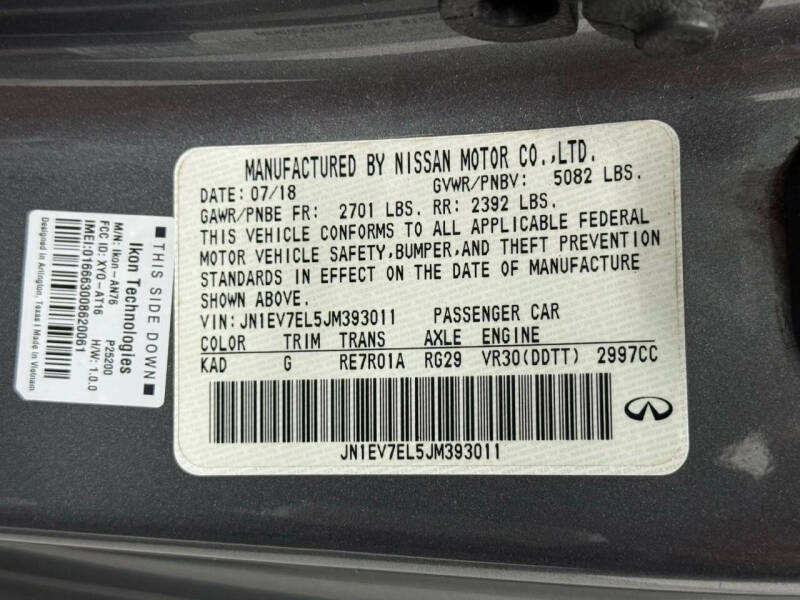 MANUFACTURED BY NISSAN MOTOR CO.,LTD.
DATE: 07/18 GVWR/PNBV: 5082 LBS.
GAWR/PNBE FR: 2701 LBS. RR: 2392 LBS.
THIS VEHICLE CONFORMS TO ALL APPLICABLE FEDERAL
MOTOR VEHICLE SAFETY,BUMPER,AND THEFT PREVENTION
STANDARDS IN EFFECT ON THE DATE OF MANUFACTURE
SHOWN ABOVE.
VIN:JN1EV7EL5JM393011 PASSENGER CAR
COLOR TRIM TRANS AXLE ENGINE
KAD G RE7R01A RG29 VR30(DDTT) 2997CC
JN1EV7EL5JM393011
THIS SIDE DOWN
Ikon Technologies
M/N: Ikon-AN76 P25200
FCC ID: XYO-AT16 H/W: 1.0.0
IMEI:016663008620061
Designed in Arlington, Texas | Made in Vietnam